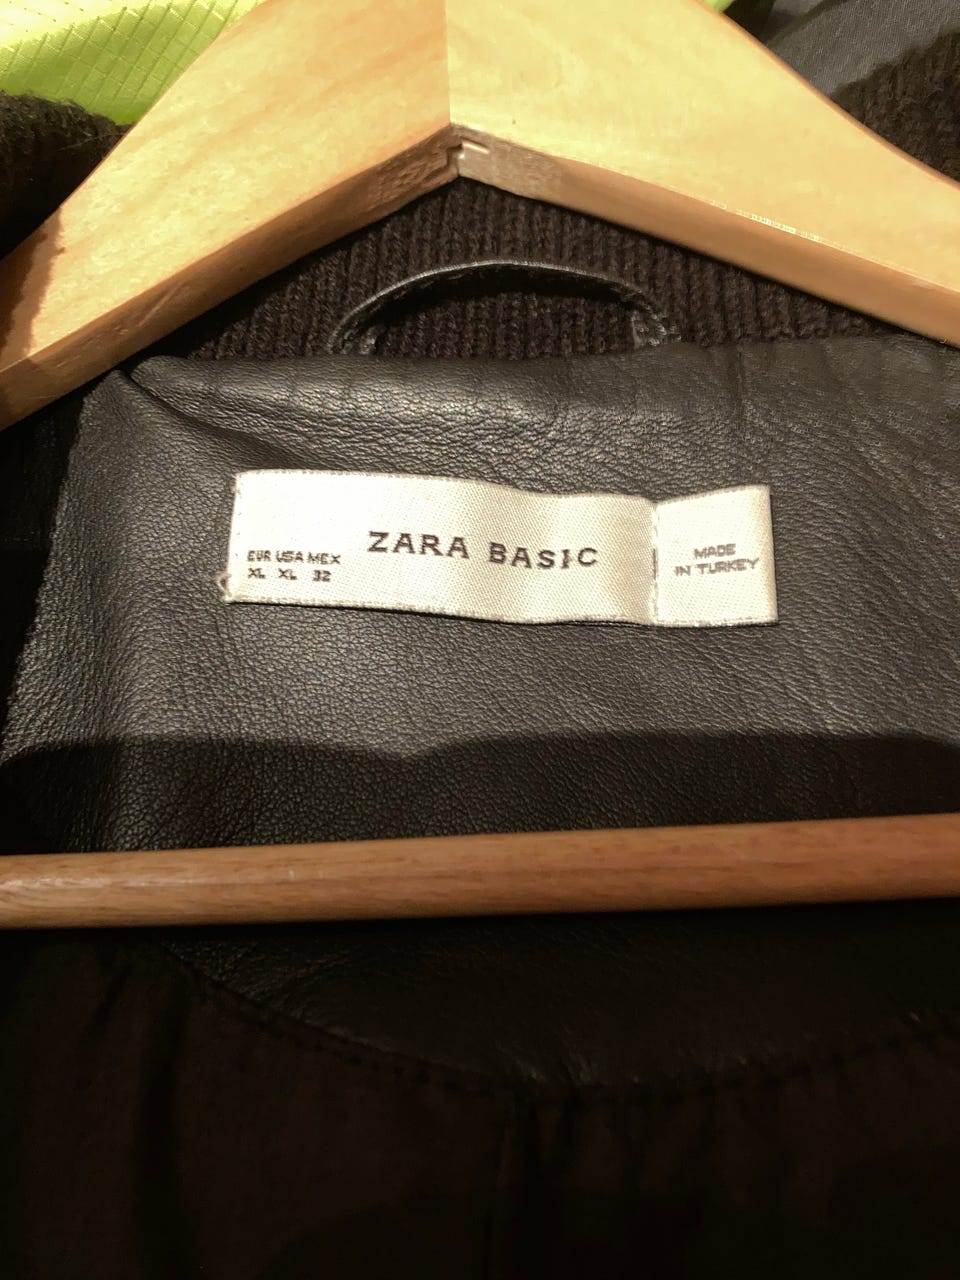 ZARA BASIC
EUR USA MEX
XL XL 32
MADE
IN TURKEY